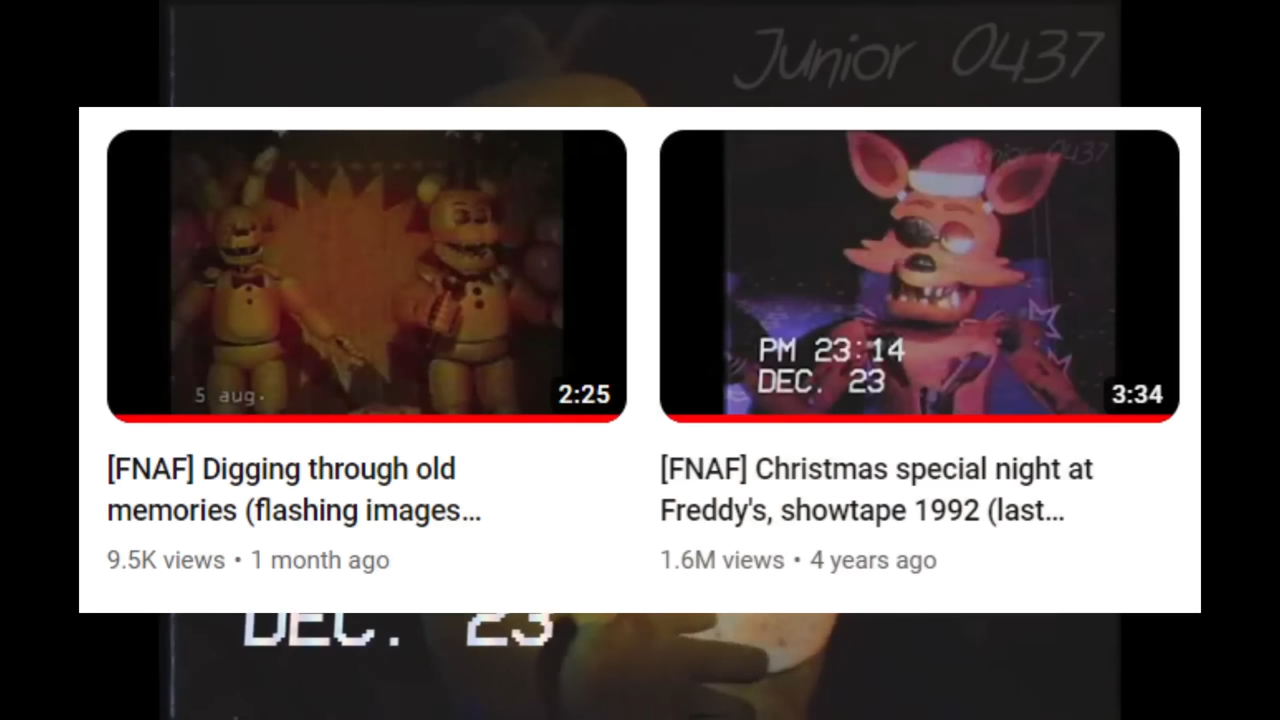 Junior 0437
5 aug.
2:25
Junior 0437
PM 23:14
DEC. 23
3:34
[FNAF] Digging through old
memories (flashing images...
9.5K views • 1 month ago
[FNAF] Christmas special night at
Freddy's, showtape 1992 (last...
1.6M views • 4 years ago
DEC. 23